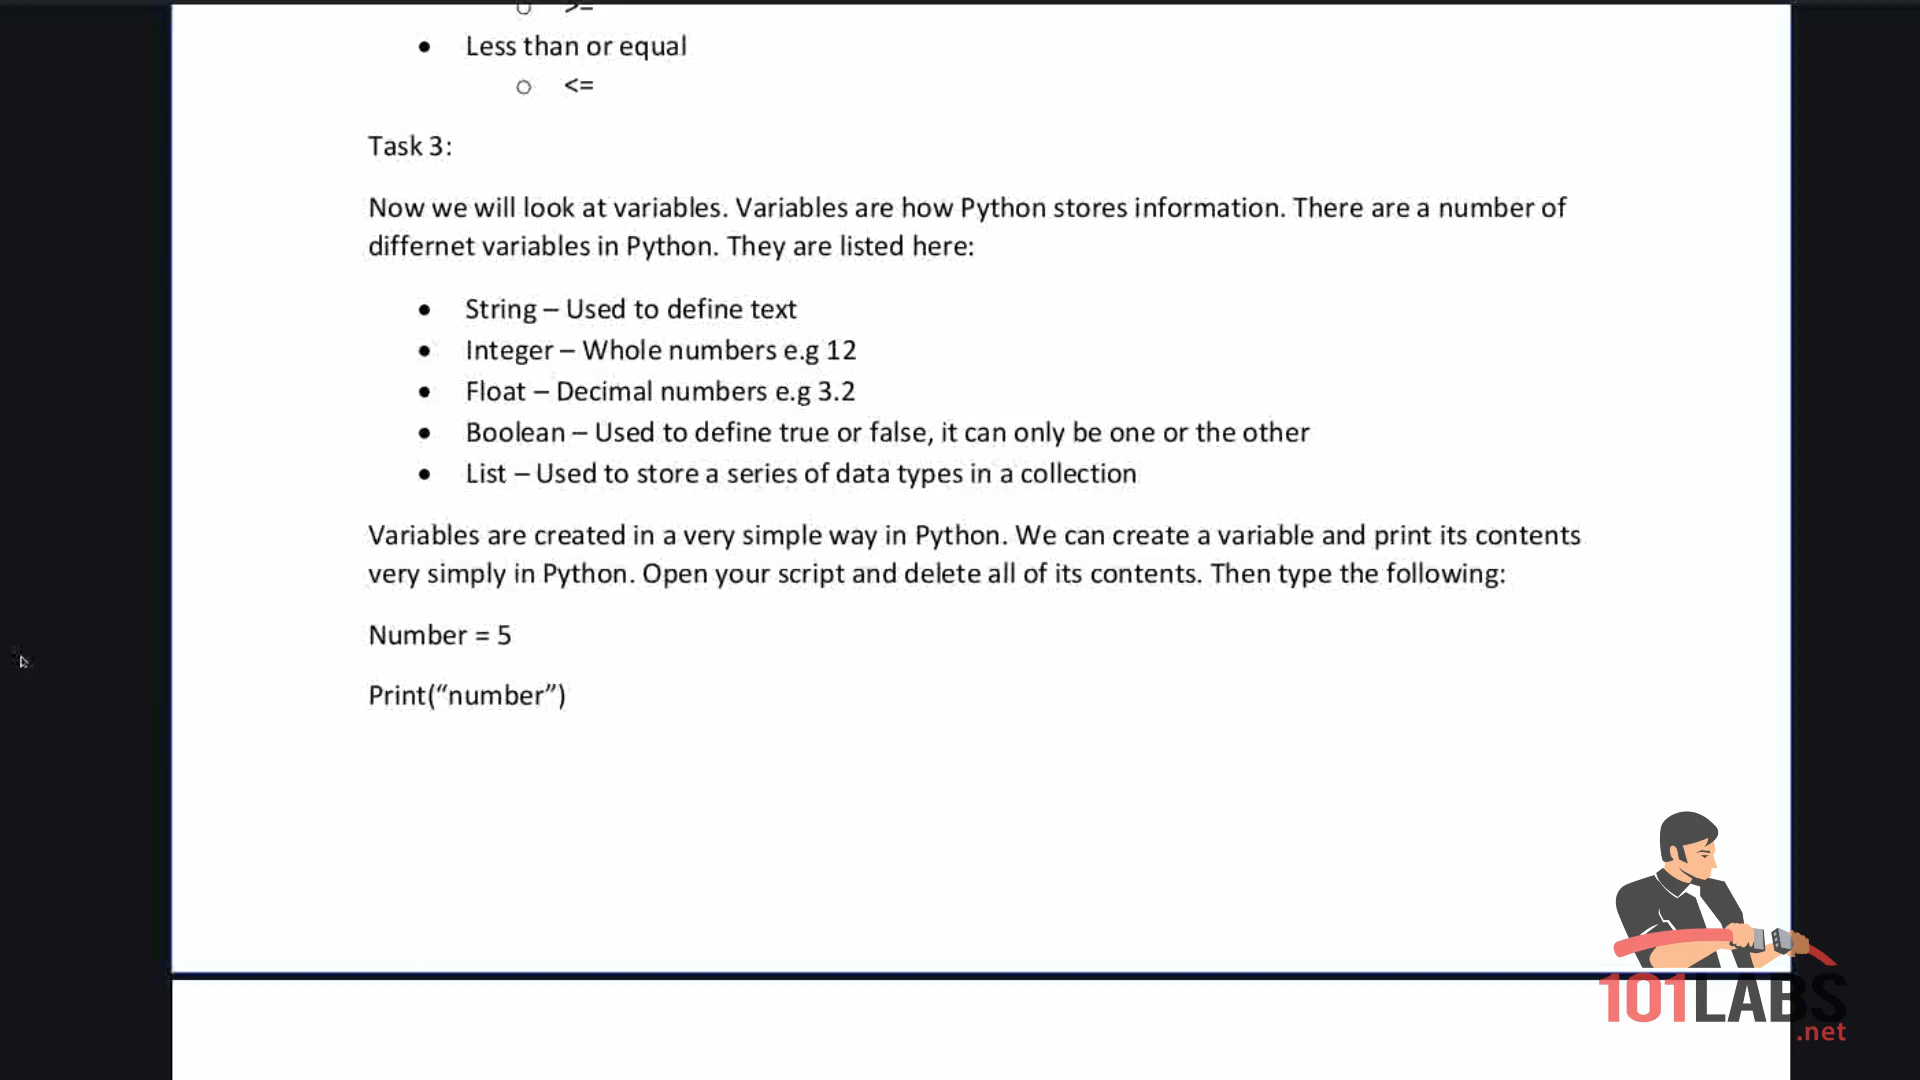 ○ >=
• Less than or equal
○ <=
Task 3:
Now we will look at variables. Variables are how Python stores information. There are a number of
differnet variables in Python. They are listed here:
• String – Used to define text
• Integer – Whole numbers e.g 12
• Float – Decimal numbers e.g 3.2
• Boolean – Used to define true or false, it can only be one or the other
• List – Used to store a series of data types in a collection
Variables are created in a very simple way in Python. We can create a variable and print its contents
very simply in Python. Open your script and delete all of its contents. Then type the following:
Number = 5
Print(“number”)
101LABS
.net